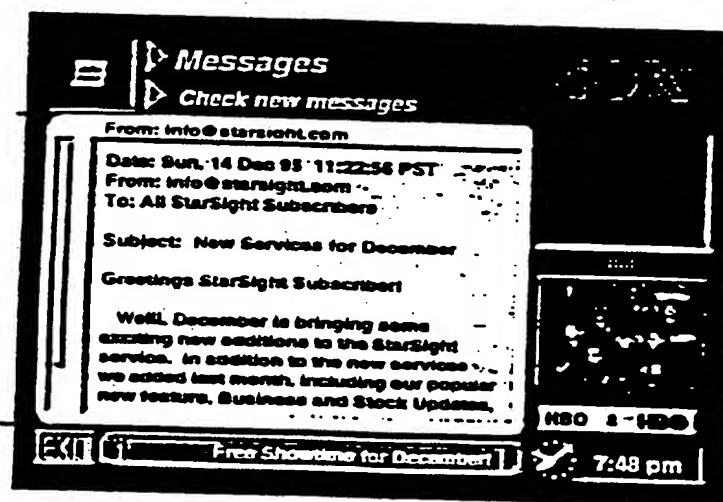 Messages
Check new messages
From: info@starsight.com
Date: Sun, 14 Dec 95 11:22:56 PST
From: info@starsight.com
To: All StarSight Subscribers
Subject: New Services for December
Greetings StarSight Subscriber!
Well, December is bringing some
exciting new additions to the StarSight
service. In addition to the new services
we added last month, including our popular
new feature, Business and Stock Updates,
HBO HBO
EXIT Free Showtime for December! 7:48 pm